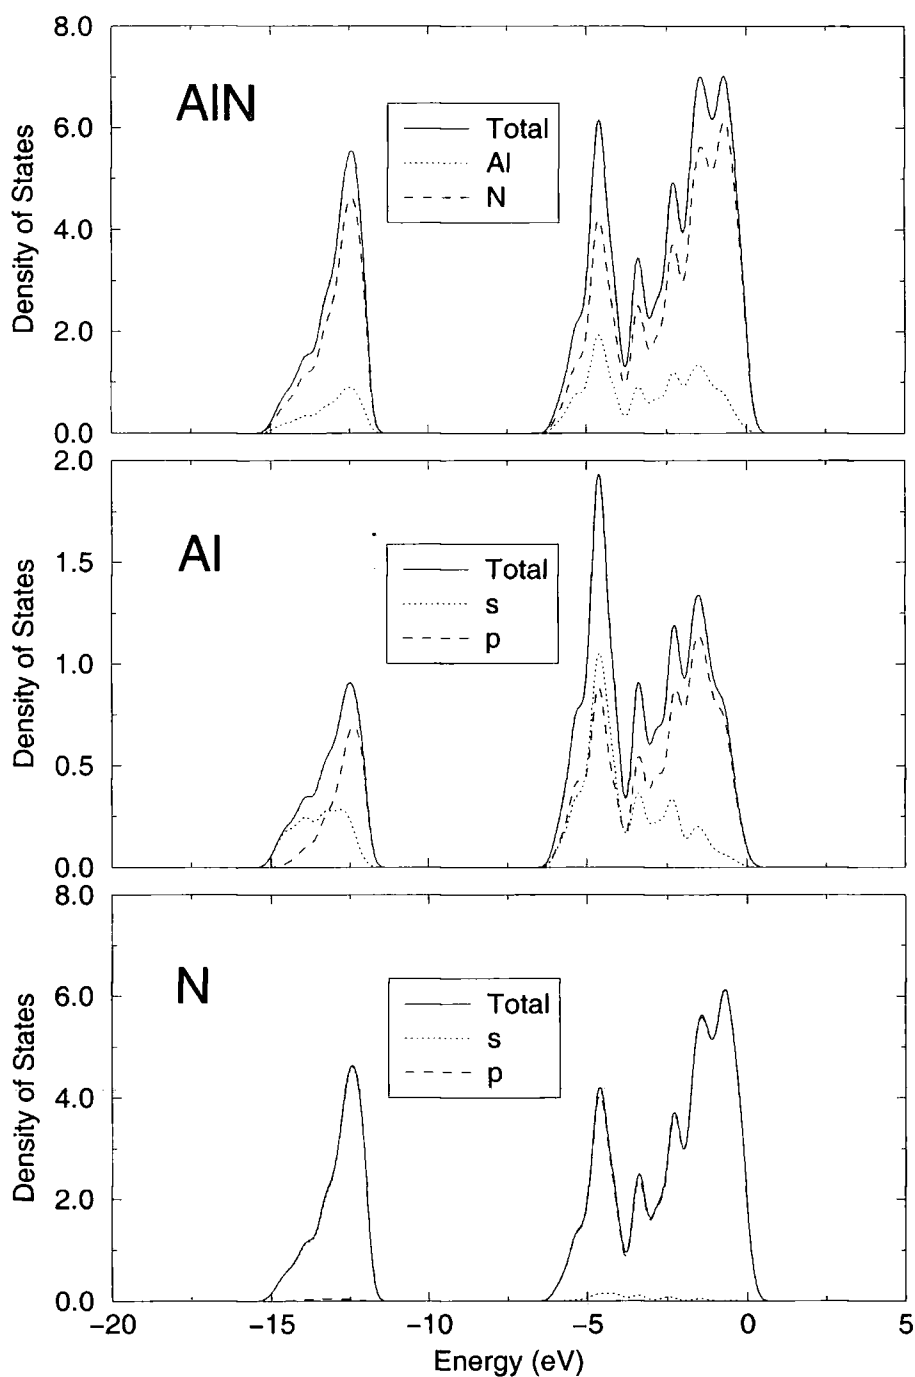 8.0
6.0
4.0
2.0
0.0
Density of States
AlN
Total
Al
N
2.0
1.5
1.0
0.5
0.0
Density of States
Al
Total
s
p
8.0
6.0
4.0
2.0
0.0
Density of States
N
Total
s
p
−20
−15
−10
−5
0
5
Energy (eV)